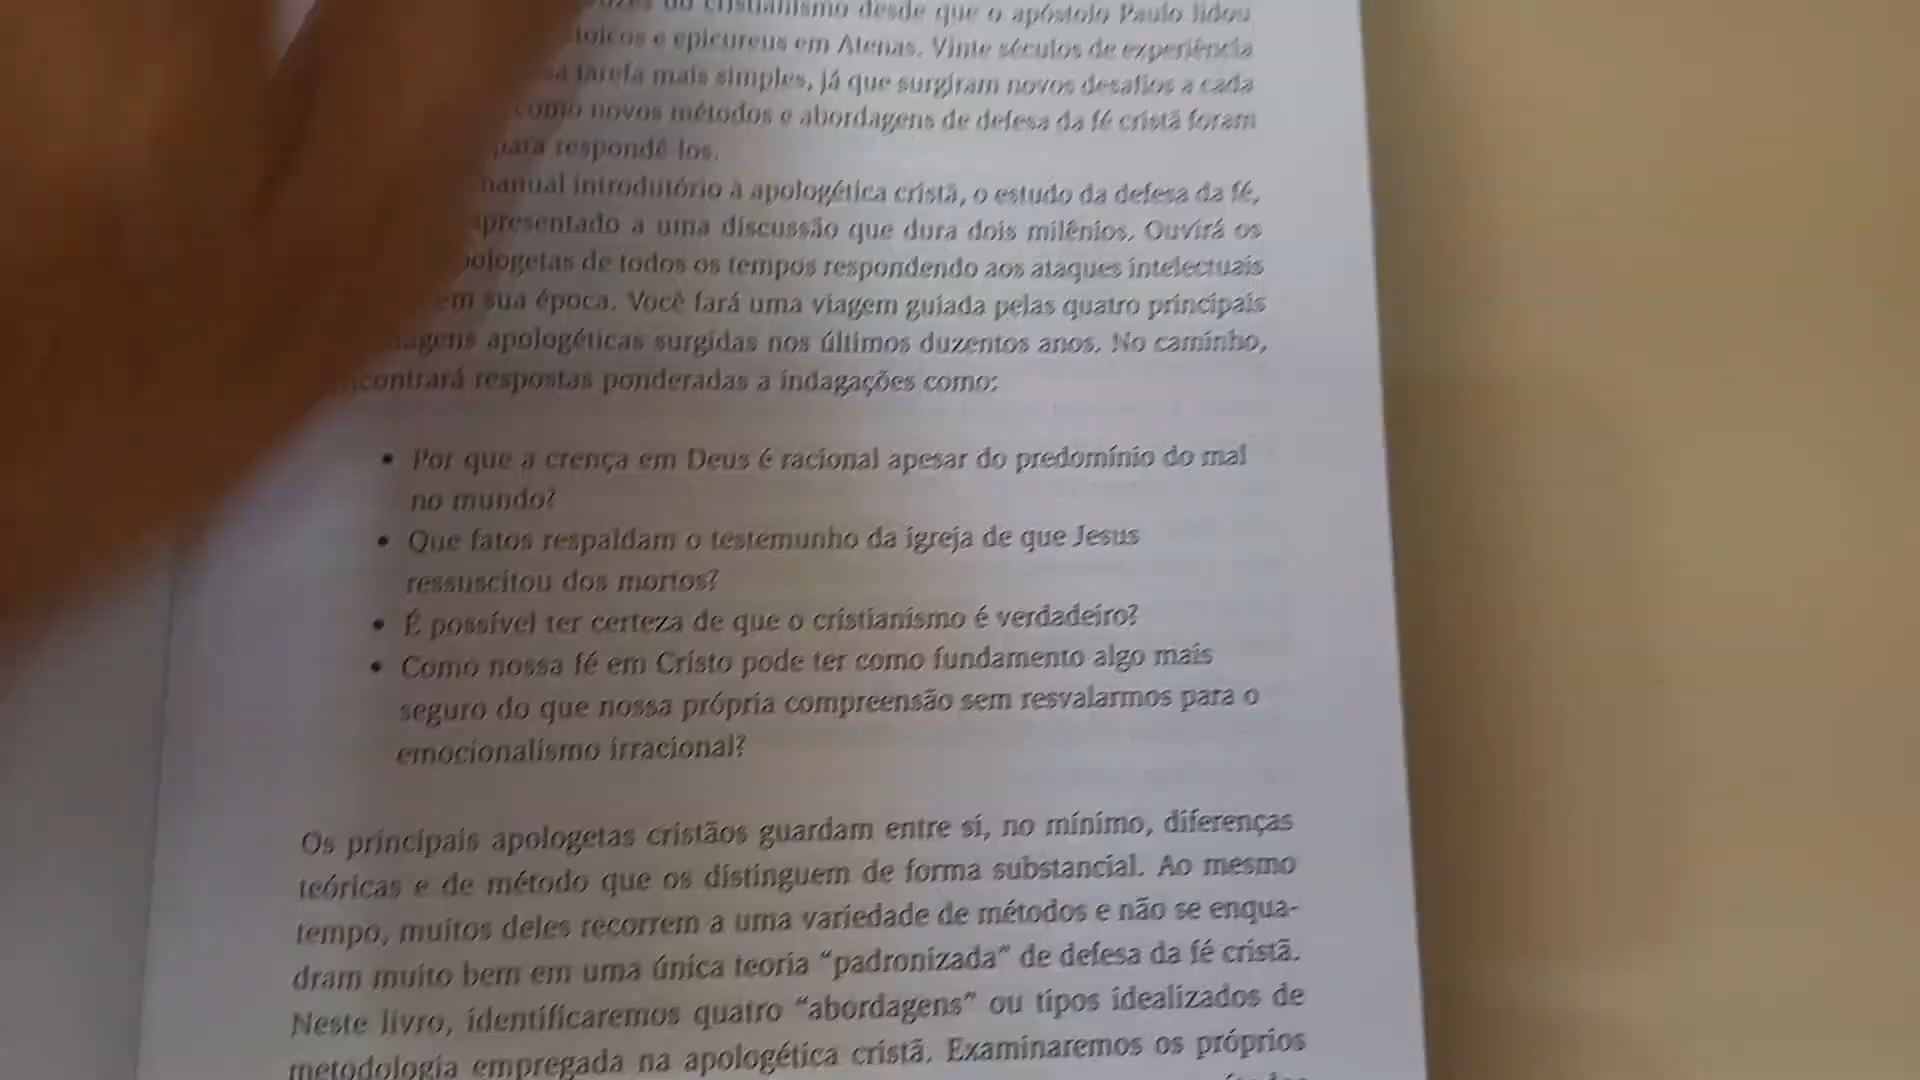 do cristianismo desde que o apóstolo Paulo lidou
e epicureus em Atenas. Vinte séculos de experiência
tarefa mais simples, já que surgiram novos desafios a cada
como novos métodos e abordagens de defesa da fé cristã foram
para respondê-los.
manual introdutório à apologética cristã, o estudo da defesa da fé,
apresentado a uma discussão que dura dois milênios. Ouvirá os
de todos os tempos respondendo aos ataques intelectuais
em sua época. Você fará uma viagem guiada pelas quatro principais
apologéticas surgidas nos últimos duzentos anos. No caminho,
respostas ponderadas a indagações como:
• Por que a crença em Deus é racional apesar do predomínio do mal
no mundo?
• Que fatos respaldam o testemunho da igreja de que Jesus
ressuscitou dos mortos?
• É possível ter certeza de que o cristianismo é verdadeiro?
• Como nossa fé em Cristo pode ter como fundamento algo mais
seguro do que nossa própria compreensão sem resvalarmos para o
emocionalismo irracional?
Os principais apologetas cristãos guardam entre si, no mínimo, diferenças
teóricas e de método que os distinguem de forma substancial. Ao mesmo
tempo, muitos deles recorrem a uma variedade de métodos e não se enqua-
dram muito bem em uma única teoria “padronizada” de defesa da fé cristã.
Neste livro, identificaremos quatro “abordagens” ou tipos idealizados de
metodologia empregada na apologética cristã. Examinaremos os próprios